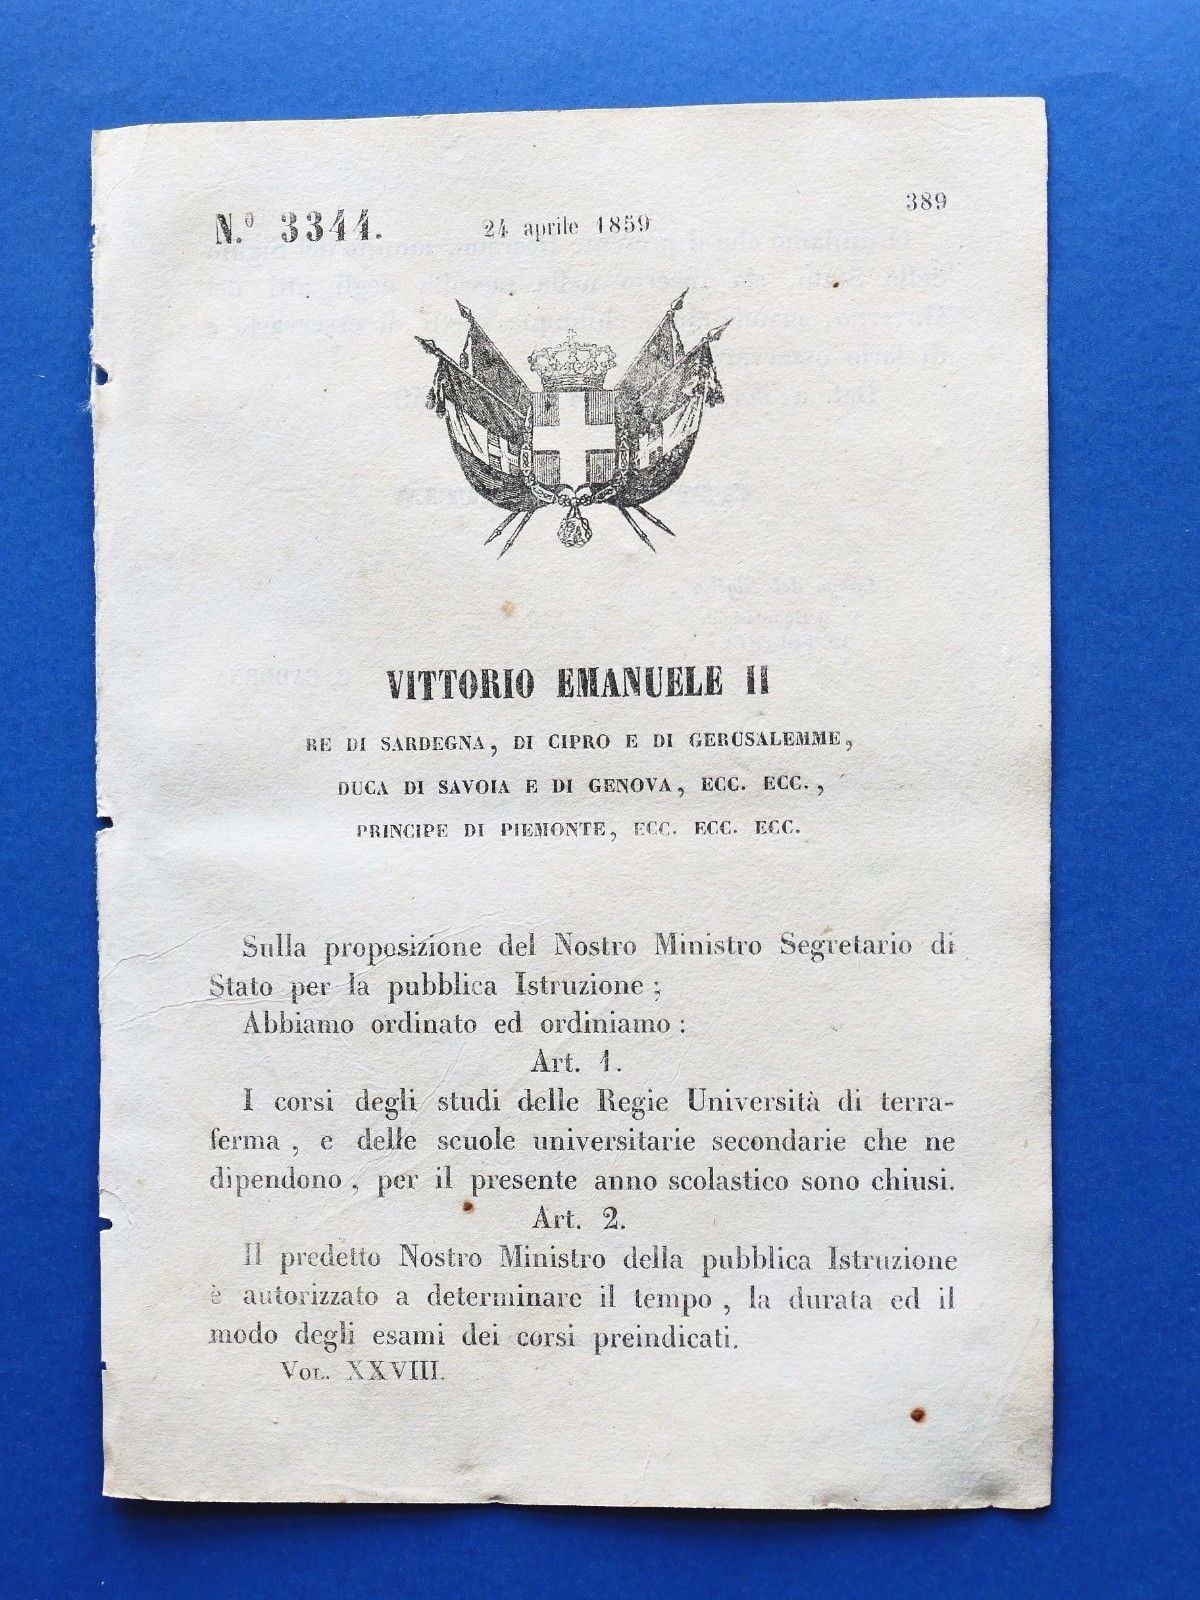 N.º 3344.
24 aprile 1859
389
VITTORIO EMANUELE II
RE DI SARDEGNA, DI CIPRO E DI GERUSALEMME,
DUCA DI SAVOIA E DI GENOVA, ECC. ECC.,
PRINCIPE DI PIEMONTE, ECC. ECC. ECC.
Sulla proposizione del Nostro Ministro Segretario di
Stato per la pubblica Istruzione ;
Abbiamo ordinato ed ordiniamo :
Art. 1.
I corsi degli studi delle Regie Università di terra-
ferma , e delle scuole universitarie secondarie che ne
dipendono , per il presente anno scolastico sono chiusi.
Art. 2.
Il predetto Nostro Ministro della pubblica Istruzione
è autorizzato a determinare il tempo , la durata ed il
modo degli esami dei corsi preindicati.
VOL. XXVIII.